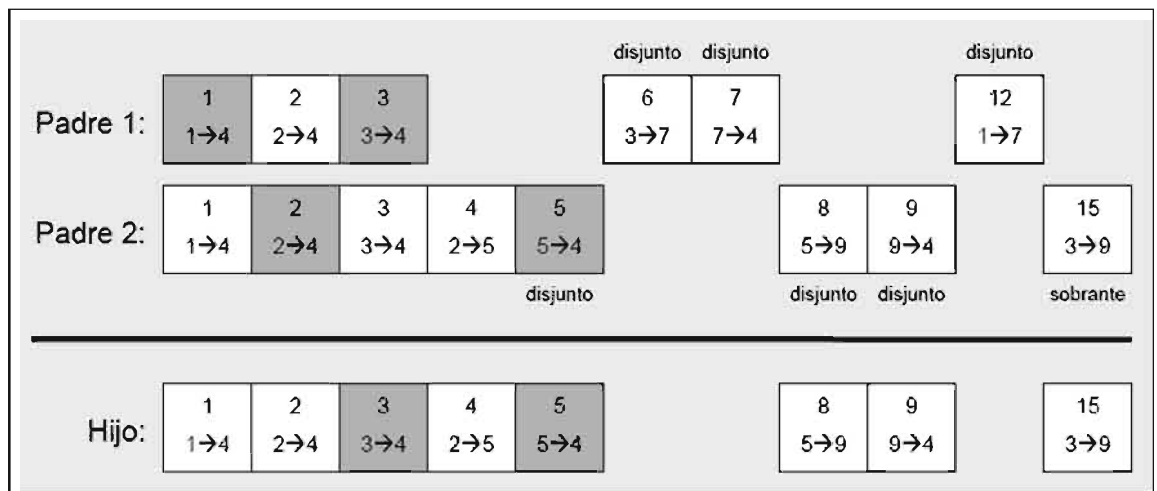 disjunto disjunto disjunto
Padre 1: 1 2 3 6 7 12
1→4 2→4 3→4 3→7 7→4 1→7
Padre 2: 1 2 3 4 5 8 9 15
1→4 2→4 3→4 2→5 5→4 5→9 9→4 3→9
disjunto disjunto disjunto sobrante
Hijo: 1 2 3 4 5 8 9 15
1→4 2→4 3→4 2→5 5→4 5→9 9→4 3→9